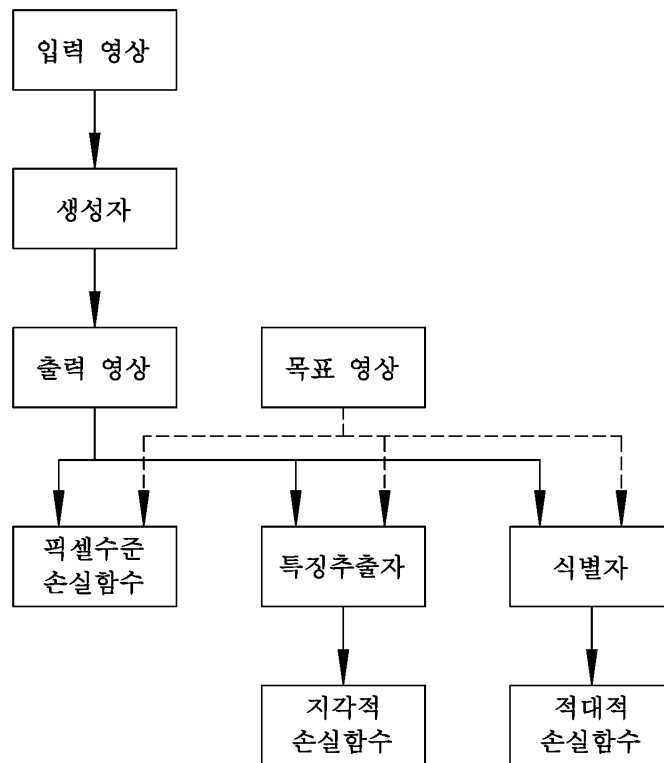 입력 영상
생성자
출력 영상
목표 영상
픽셀수준
손실함수
특징추출자
식별자
지각적
손실함수
적대적
손실함수